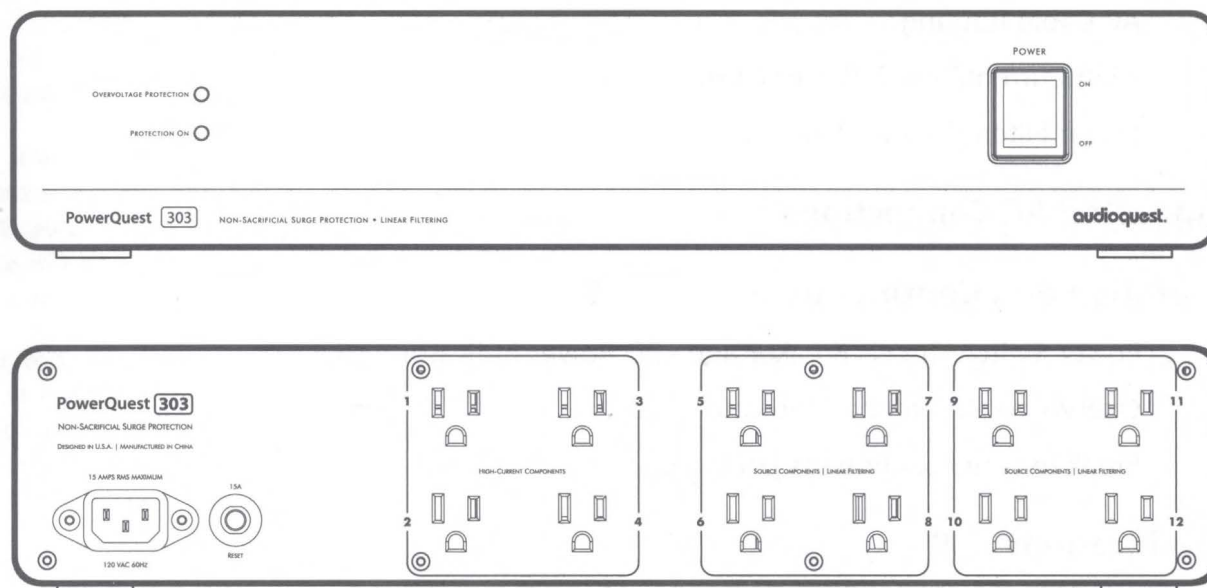 POWER
ON
OVERVOLTAGE PROTECTION
PROTECTION ON
OFF
PowerQuest 303 NON-SACRIFICIAL SURGE PROTECTION • LINEAR FILTERING
audioquest.
PowerQuest 303
NON-SACRIFICIAL SURGE PROTECTION
DESIGNED IN U.S.A. | MANUFACTURED IN CHINA
15 AMPS RMS MAXIMUM
120 VAC 60HZ
15A
RESET
1 3
HIGH-CURRENT COMPONENTS
2 4
5 7
SOURCE COMPONENTS | LINEAR FILTERING
6 8
9 11
SOURCE COMPONENTS | LINEAR FILTERING
10 12